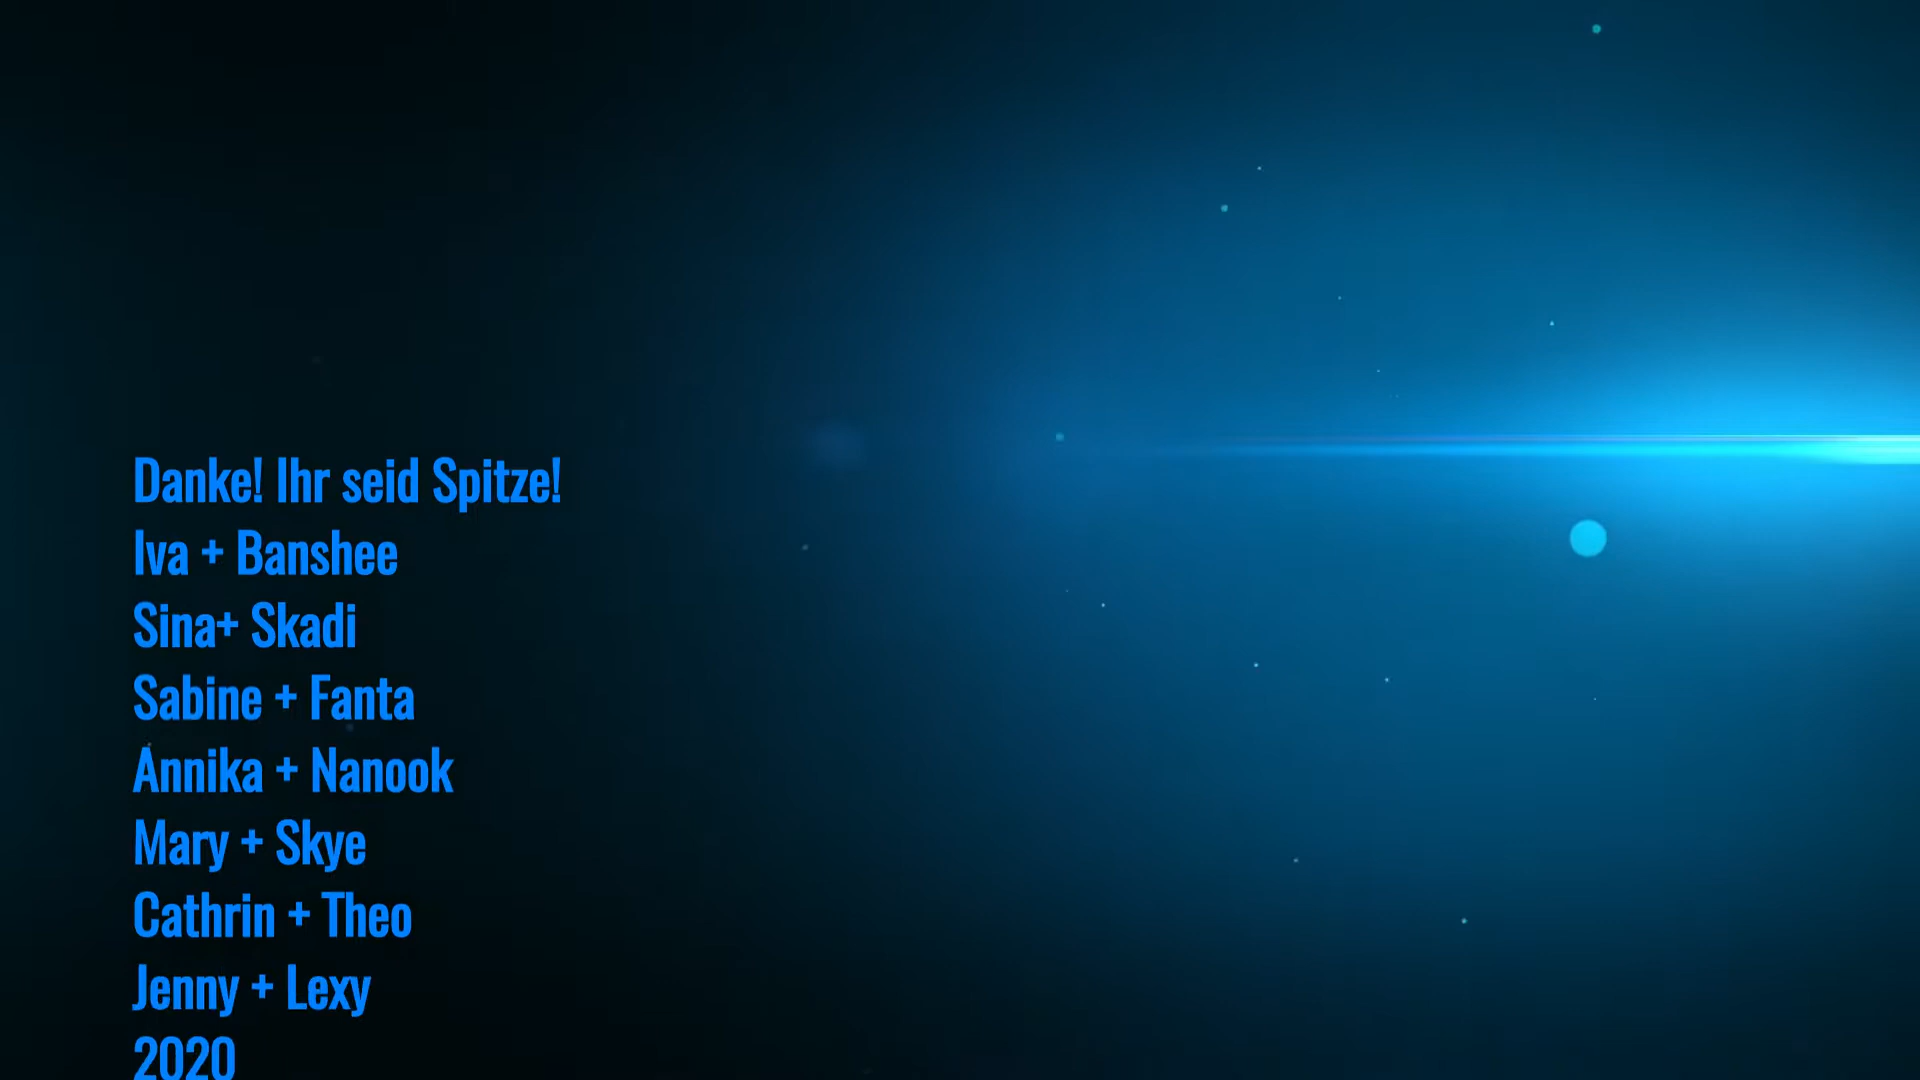 Danke! Ihr seid Spitze!
Iva + Banshee
Sina+ Skadi
Sabine + Fanta
Annika + Nanook
Mary + Skye
Cathrin + Theo
Jenny + Lexy
2020